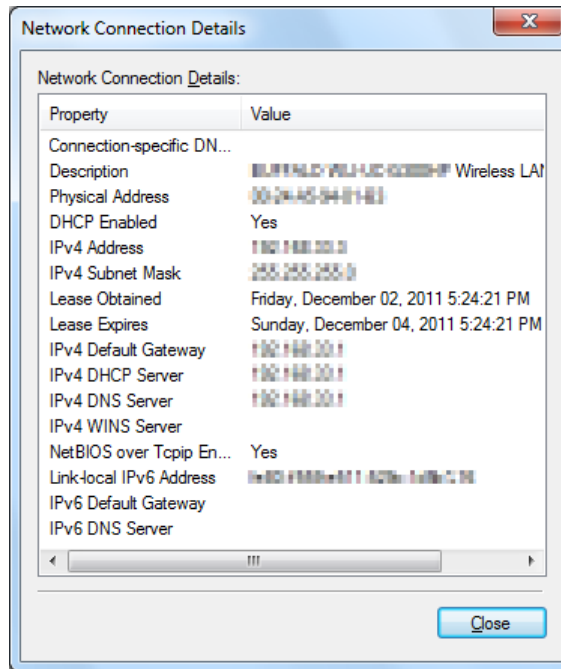 Network Connection Details
Network Connection Details:
Property Value
Connection-specific DN...
Description Wireless LAN
Physical Address
DHCP Enabled Yes
IPv4 Address
IPv4 Subnet Mask
Lease Obtained Friday, December 02, 2011 5:24:21 PM
Lease Expires Sunday, December 04, 2011 5:24:21 PM
IPv4 Default Gateway
IPv4 DHCP Server
IPv4 DNS Server
IPv4 WINS Server
NetBIOS over Tcpip En... Yes
Link-local IPv6 Address
IPv6 Default Gateway
IPv6 DNS Server
Close